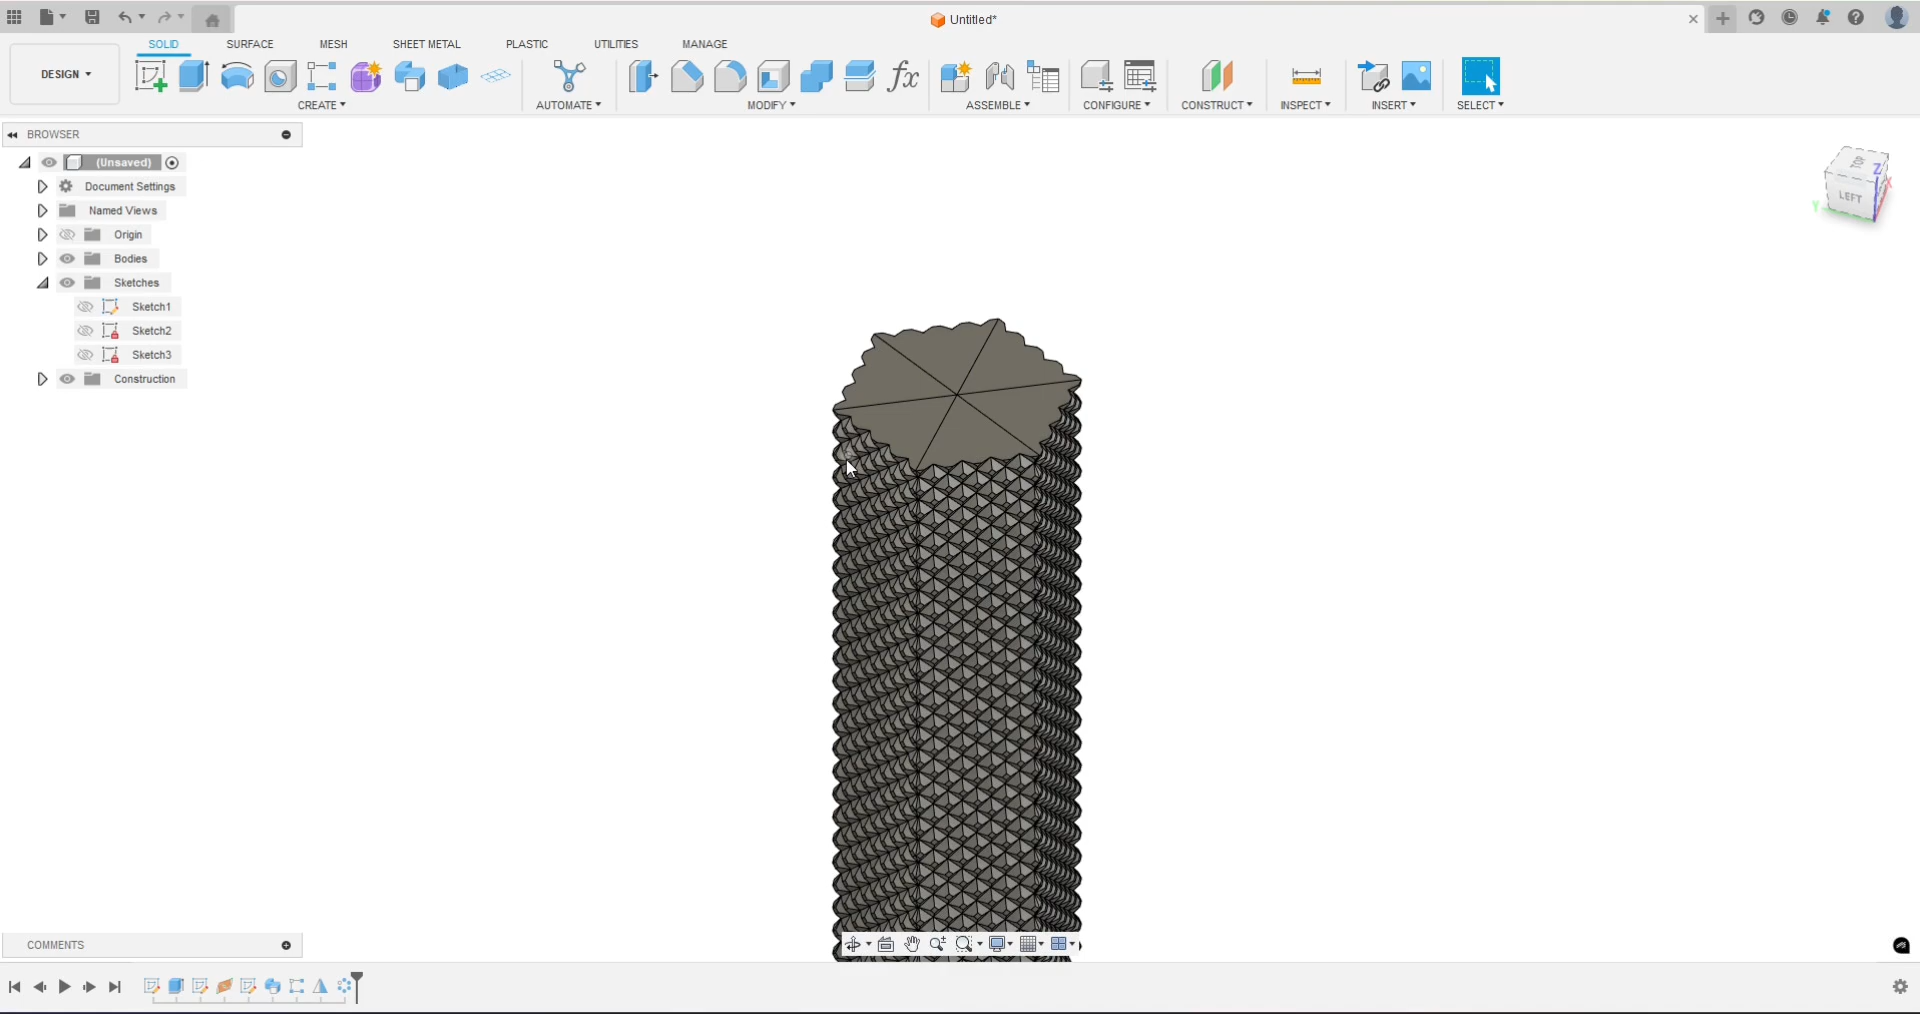 Untitled*
SOLID SURFACE MESH SHEET METAL PLASTIC UTILITIES MANAGE
DESIGN
CREATE AUTOMATE MODIFY ASSEMBLE CONFIGURE CONSTRUCT INSPECT INSERT SELECT
BROWSER
(Unsaved)
Document Settings
Named Views
Origin
Bodies
Sketches
Sketch1
Sketch2
Sketch3
Construction
TOP
LEFT
Z
X
Y
COMMENTS